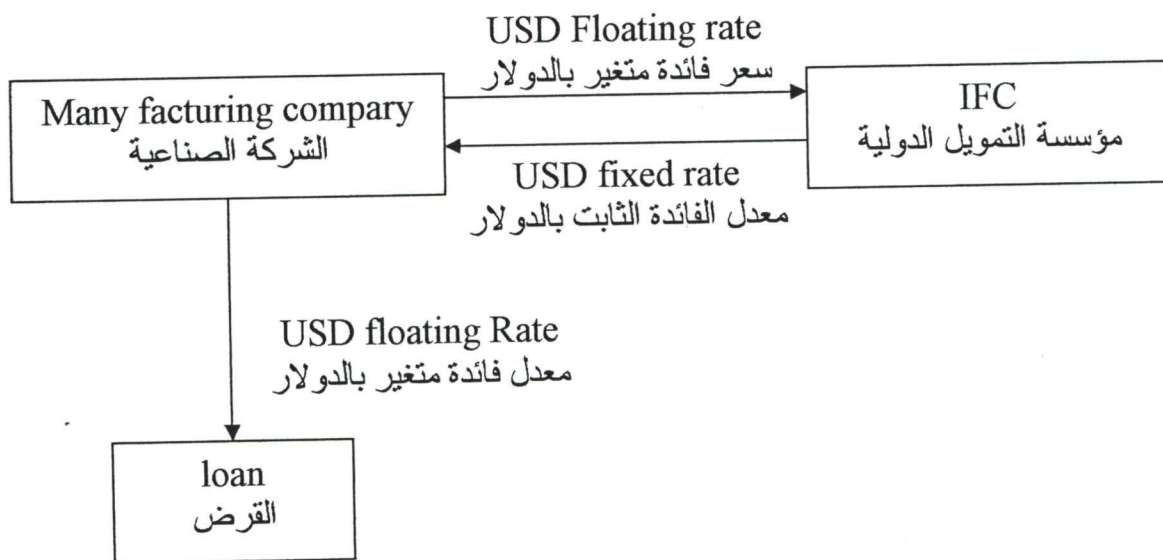 USD Floating rate
سعر فائدة متغير بالدولار
Many facturing compary
الشركة الصناعية
IFC
مؤسسة التمويل الدولية
USD fixed rate
معدل الفائدة الثابت بالدولار
USD floating Rate
معدل فائدة متغير بالدولار
loan
القرض